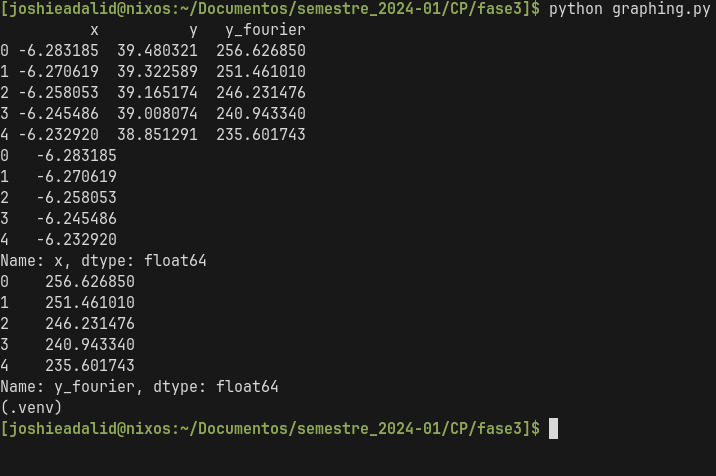 [joshieadalid@nixos:~/Documentos/semestre_2024-01/CP/fase3]$ python graphing.py
          x          y   y_fourier
0 -6.283185  39.480321  256.626850
1 -6.270619  39.322589  251.461010
2 -6.258053  39.165174  246.231476
3 -6.245486  39.008074  240.943340
4 -6.232920  38.851291  235.601743
0   -6.283185
1   -6.270619
2   -6.258053
3   -6.245486
4   -6.232920
Name: x, dtype: float64
0    256.626850
1    251.461010
2    246.231476
3    240.943340
4    235.601743
Name: y_fourier, dtype: float64
(.venv)
[joshieadalid@nixos:~/Documentos/semestre_2024-01/CP/fase3]$